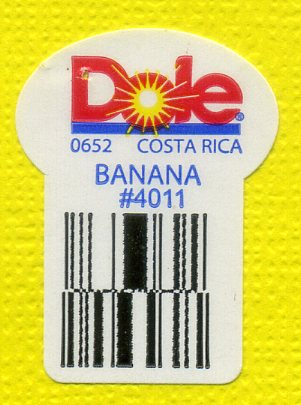 Dole®
0652 COSTA RICA
BANANA
#4011